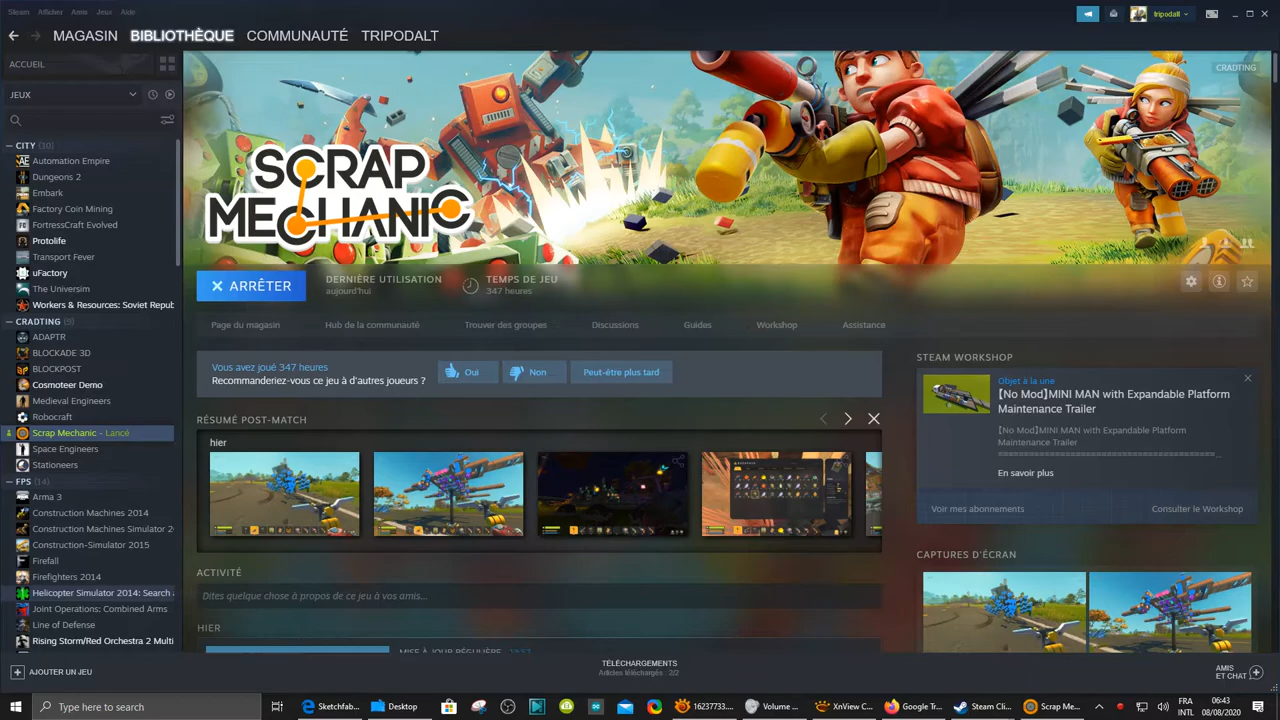 Steam Afficher Amis Jeux Aide
tripodalt
MAGASIN BIBLIOTHÈQUE COMMUNAUTÉ TRIPODALT
ACCUEIL
JEUX
CITY (10)
Automation Empire
Dungeons 2
Embark
Factory Coin Mining
FortressCraft Evolved
Protolife
Transport Fever
uFactory
The Universim
Workers & Resources: Soviet Repub
CRADTING (9)
ADAPTR
BLOCKADE 3D
BLOCKPOST
Cosmoteer Demo
Medieval Engineers
Robocraft
Scrap Mechanic - Lancé
Space Engineers
Stationeers
FPS (14)
Arma 3
Construction Machines 2014
Construction Machines Simulator 2
Construction-Simulator 2015
Firefall
Firefighters 2014
Helicopter Simulator 2014: Search
Joint Operations: Combined Arms
Line of Defense
Rising Storm/Red Orchestra 2 Multi
AJOUTER UN JEU
CRADTING
SCRAP
MECHANIC
ARRÊTER
DERNIÈRE UTILISATION
aujourd'hui
TEMPS DE JEU
347 heures
Page du magasin Hub de la communauté Trouver des groupes Discussions Guides Workshop Assistance
Vous avez joué 347 heures
Recommanderiez-vous ce jeu à d'autres joueurs ?
Oui Non Peut-être plus tard
RÉSUMÉ POST-MATCH
hier
ACTIVITÉ
Dites quelque chose à propos de ce jeu à vos amis...
HIER
MISE À JOUR RÉGULIÈRE
STEAM WORKSHOP
Objet à la une
【No Mod】MINI MAN with Expandable Platform
Maintenance Trailer
【No Mod】MINI MAN with Expandable Platform
Maintenance Trailer
En savoir plus
Voir mes abonnements Consulter le Workshop
CAPTURES D'ÉCRAN
TÉLÉCHARGEMENTS
Articles téléchargés : 2/2
AMIS
ET CHAT
Type here to search
Sketchfab... Desktop 16237733... Volume ... XnView C... Google Tr... Steam Cli... Scrap Me...
FRA
INTL
06:43
08/08/2020